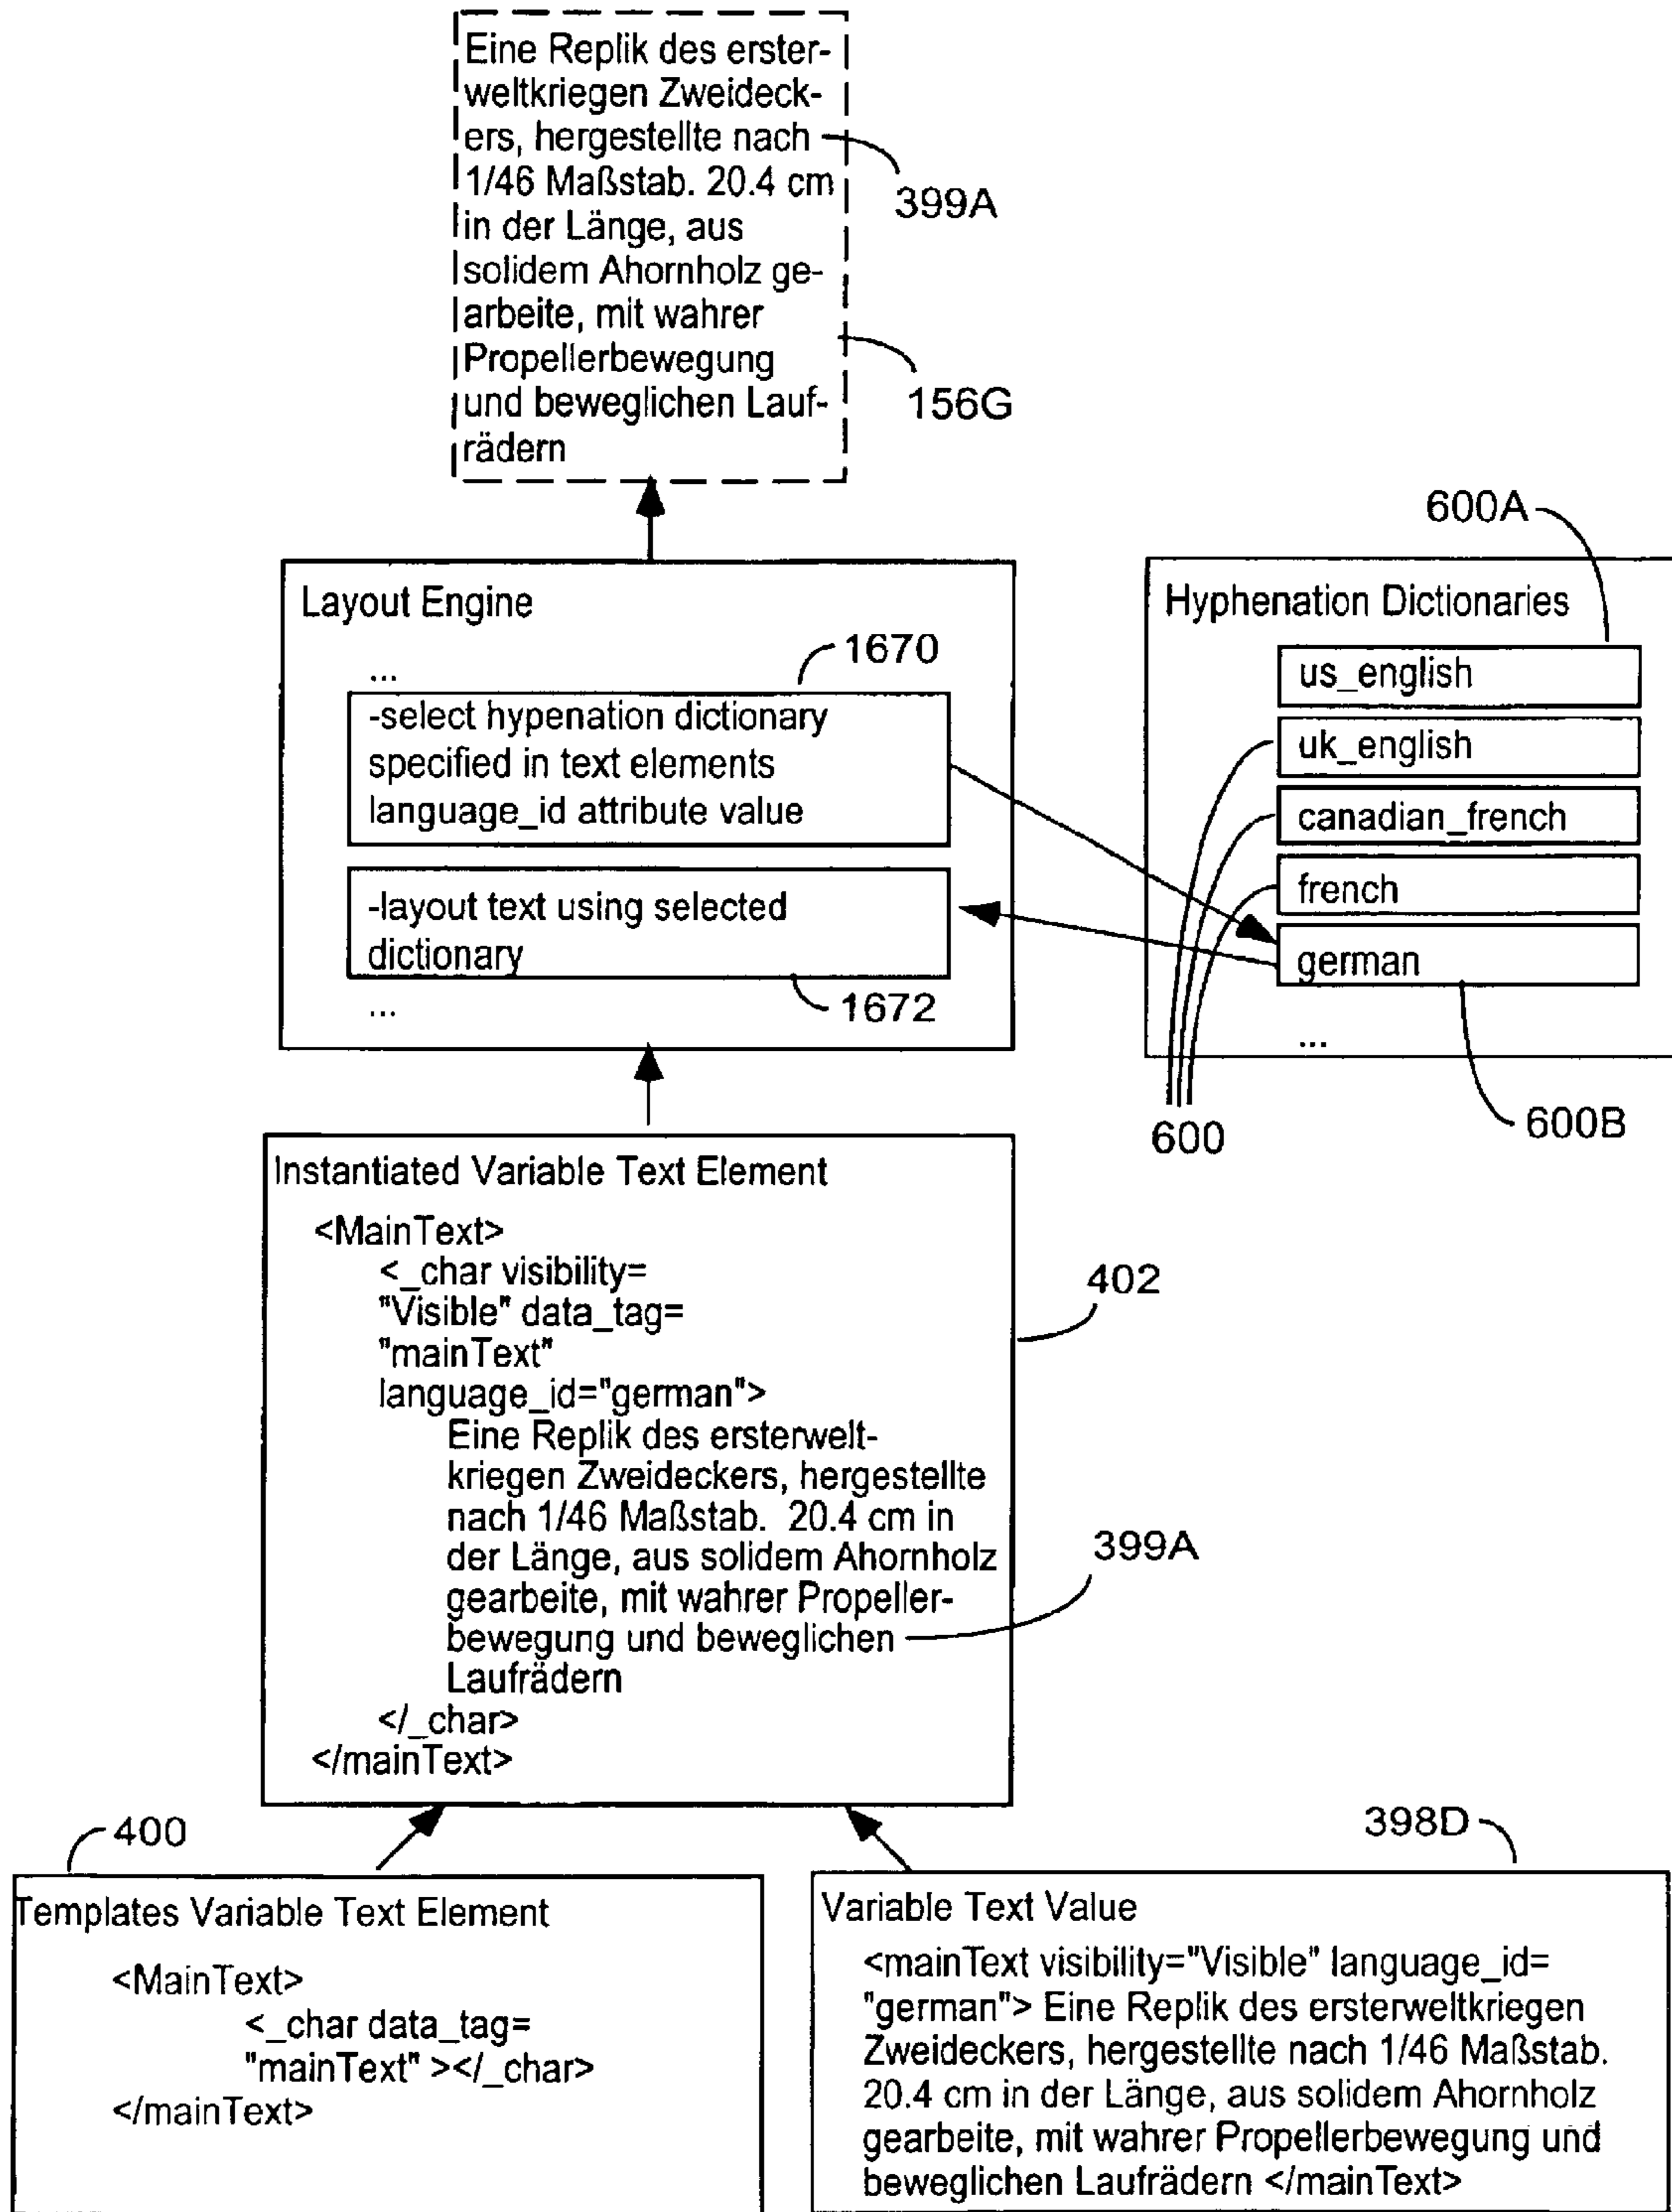 Eine Replik des erster-
weltkriegen Zweideck-
ers, hergestellte nach
1/46 Maßstab. 20.4 cm
in der Länge, aus
solidem Ahornholz ge-
arbeite, mit wahrer
Propellerbewegung
und beweglichen Lauf-
rädern
399A
156G
Layout Engine
...
1670
-select hypenation dictionary
specified in text elements
language_id attribute value
-layout text using selected
dictionary
...
1672
600A
Hyphenation Dictionaries
us_english
uk_english
canadian_french
french
german
...
600
600B
Instantiated Variable Text Element
<MainText>
<_char visibility=
"Visible" data_tag=
"mainText"
language_id="german">
Eine Replik des ersterwelt-
kriegen Zweideckers, hergestellte
nach 1/46 Maßstab.  20.4 cm in
der Länge, aus solidem Ahornholz
gearbeite, mit wahrer Propeller-
bewegung und beweglichen
Laufrädern
</_char>
</mainText>
402
399A
400
Templates Variable Text Element
<MainText>
<_char data_tag=
"mainText" ></_char>
</mainText>
398D
Variable Text Value
<mainText visibility="Visible" language_id=
"german"> Eine Replik des ersterweltkriegen
Zweideckers, hergestellte nach 1/46 Maßstab.
20.4 cm in der Länge, aus solidem Ahornholz
gearbeite, mit wahrer Propellerbewegung und
beweglichen Laufrädern </mainText>